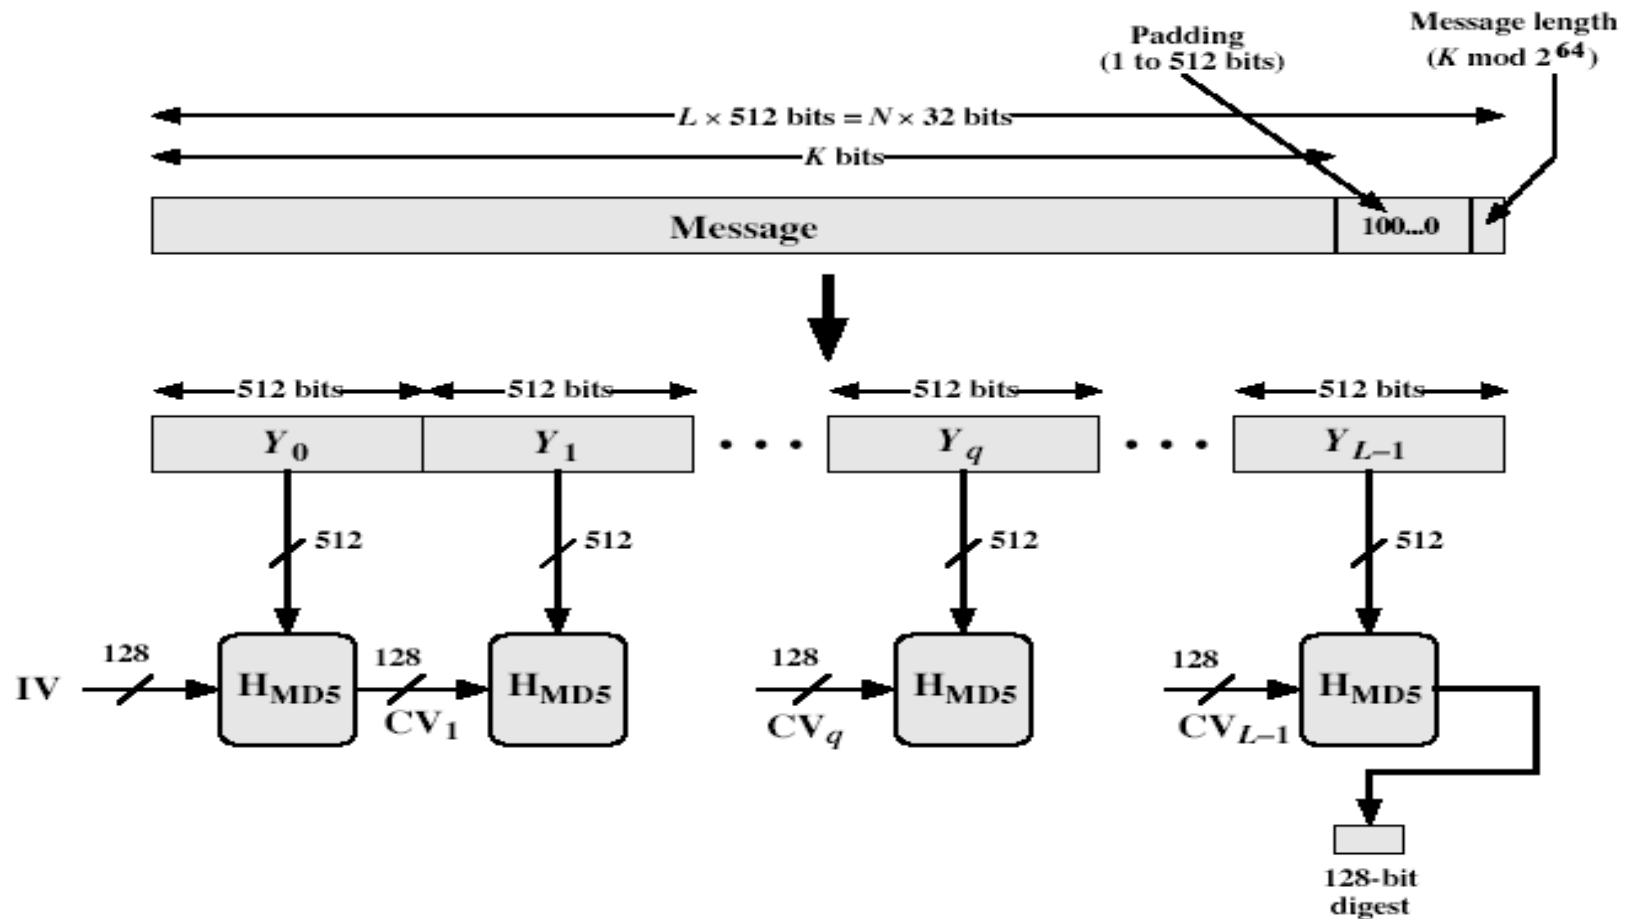 Padding
(1 to 512 bits)
Message length
(K mod 2^64)
L × 512 bits = N × 32 bits
K bits
Message
100...0
512 bits
512 bits
512 bits
512 bits
Y0
Y1
• • •
Yq
• • •
YL–1
512
512
512
512
IV
128
HMD5
128
CV1
HMD5
128
CVq
HMD5
128
CVL–1
HMD5
128-bit
digest